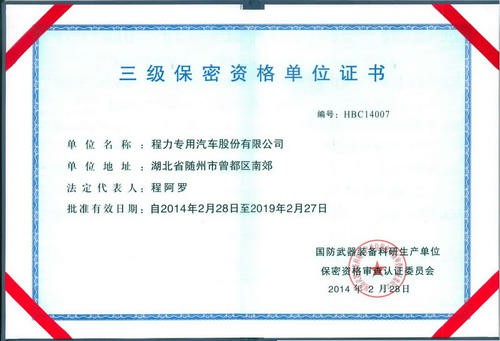 三级保密资格单位证书
编号：HBC14007
单位名称：程力专用汽车股份有限公司
单位地址：湖北省随州市曾都区南郊
法定代表人：程阿罗
批准有效日期：自2014年2月28日至2019年2月27日
国防武器装备科研生产单位
保密资格审查认证委员会
2014 年 2 月 28日